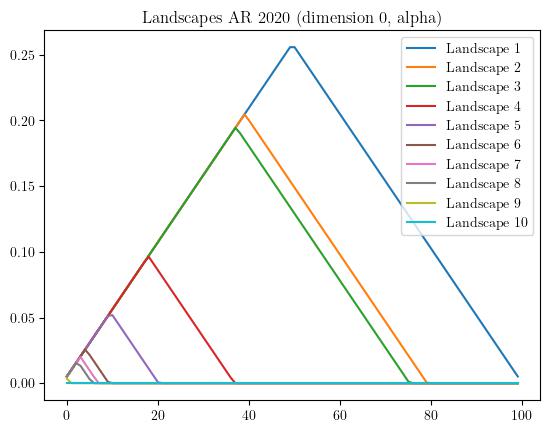 Landscapes AR 2020 (dimension 0, alpha)
0.25
0.20
0.15
0.10
0.05
0.00
0
20
40
60
80
100
Landscape 1
Landscape 2
Landscape 3
Landscape 4
Landscape 5
Landscape 6
Landscape 7
Landscape 8
Landscape 9
Landscape 10